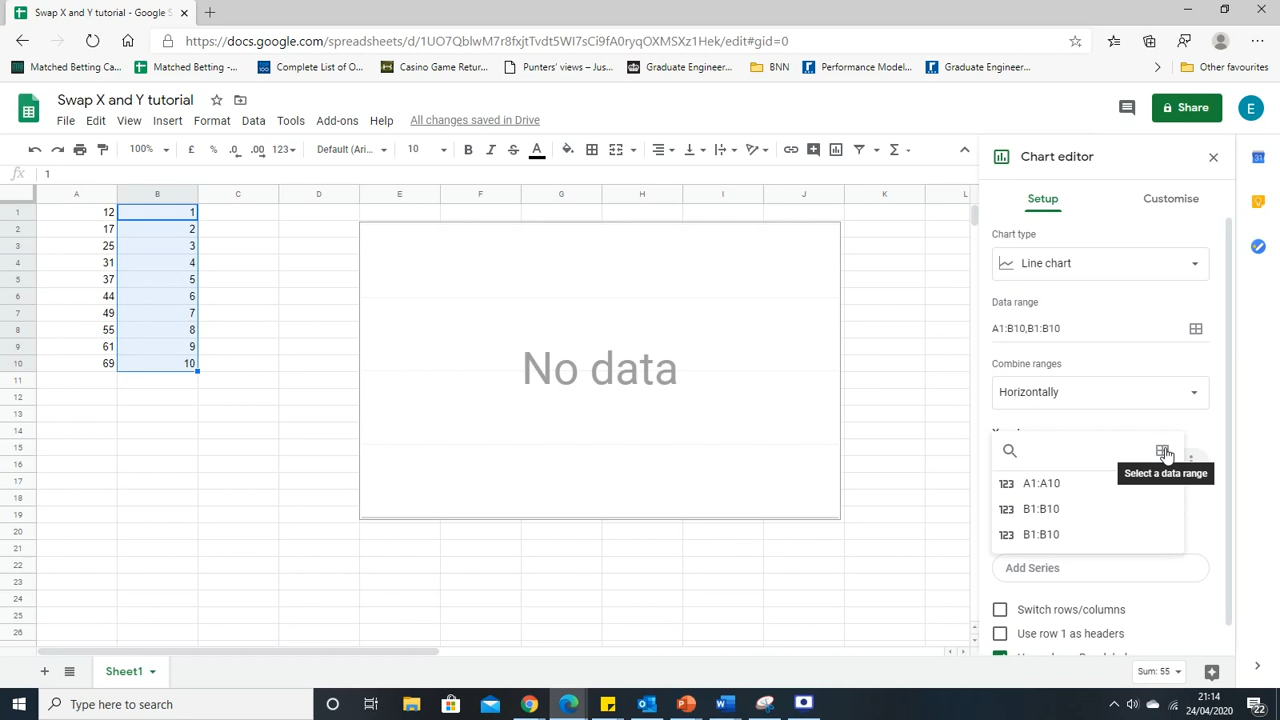 Swap X and Y tutorial - Google S
https://docs.google.com/spreadsheets/d/1UO7QblwM7r8fxjtTvdt5WI7sCi9fA0ryqOXMSXz1Hek/edit#gid=0
Matched Betting Ca... Matched Betting -... Complete List of O... Casino Game Retur... Punters' views – Jus... Graduate Engineer... BNN Performance Model... Graduate Engineer... Other favourites
Swap X and Y tutorial
Share
E
File Edit View Insert Format Data Tools Add-ons Help All changes saved in Drive
100% £ % .0 .00 123 Default (Ari... 10 B I S A
fx 1
Chart editor
A B C D E F G H I J K L
1 12 1
2 17 2
3 25 3
4 31 4
5 37 5
6 44 6
7 49 7
8 55 8
9 61 9
10 69 10
11
12
13
14
15
16
17
18
19
20
21
22
23
24
25
26
No data
Setup Customise
Chart type
Line chart
Data range
A1:B10,B1:B10
Combine ranges
Horizontally
Select a data range
123 A1:A10
123 B1:B10
123 B1:B10
Add Series
Switch rows/columns
Use row 1 as headers
Sheet1
Sum: 55
Type here to search
21:14
24/04/2020
22